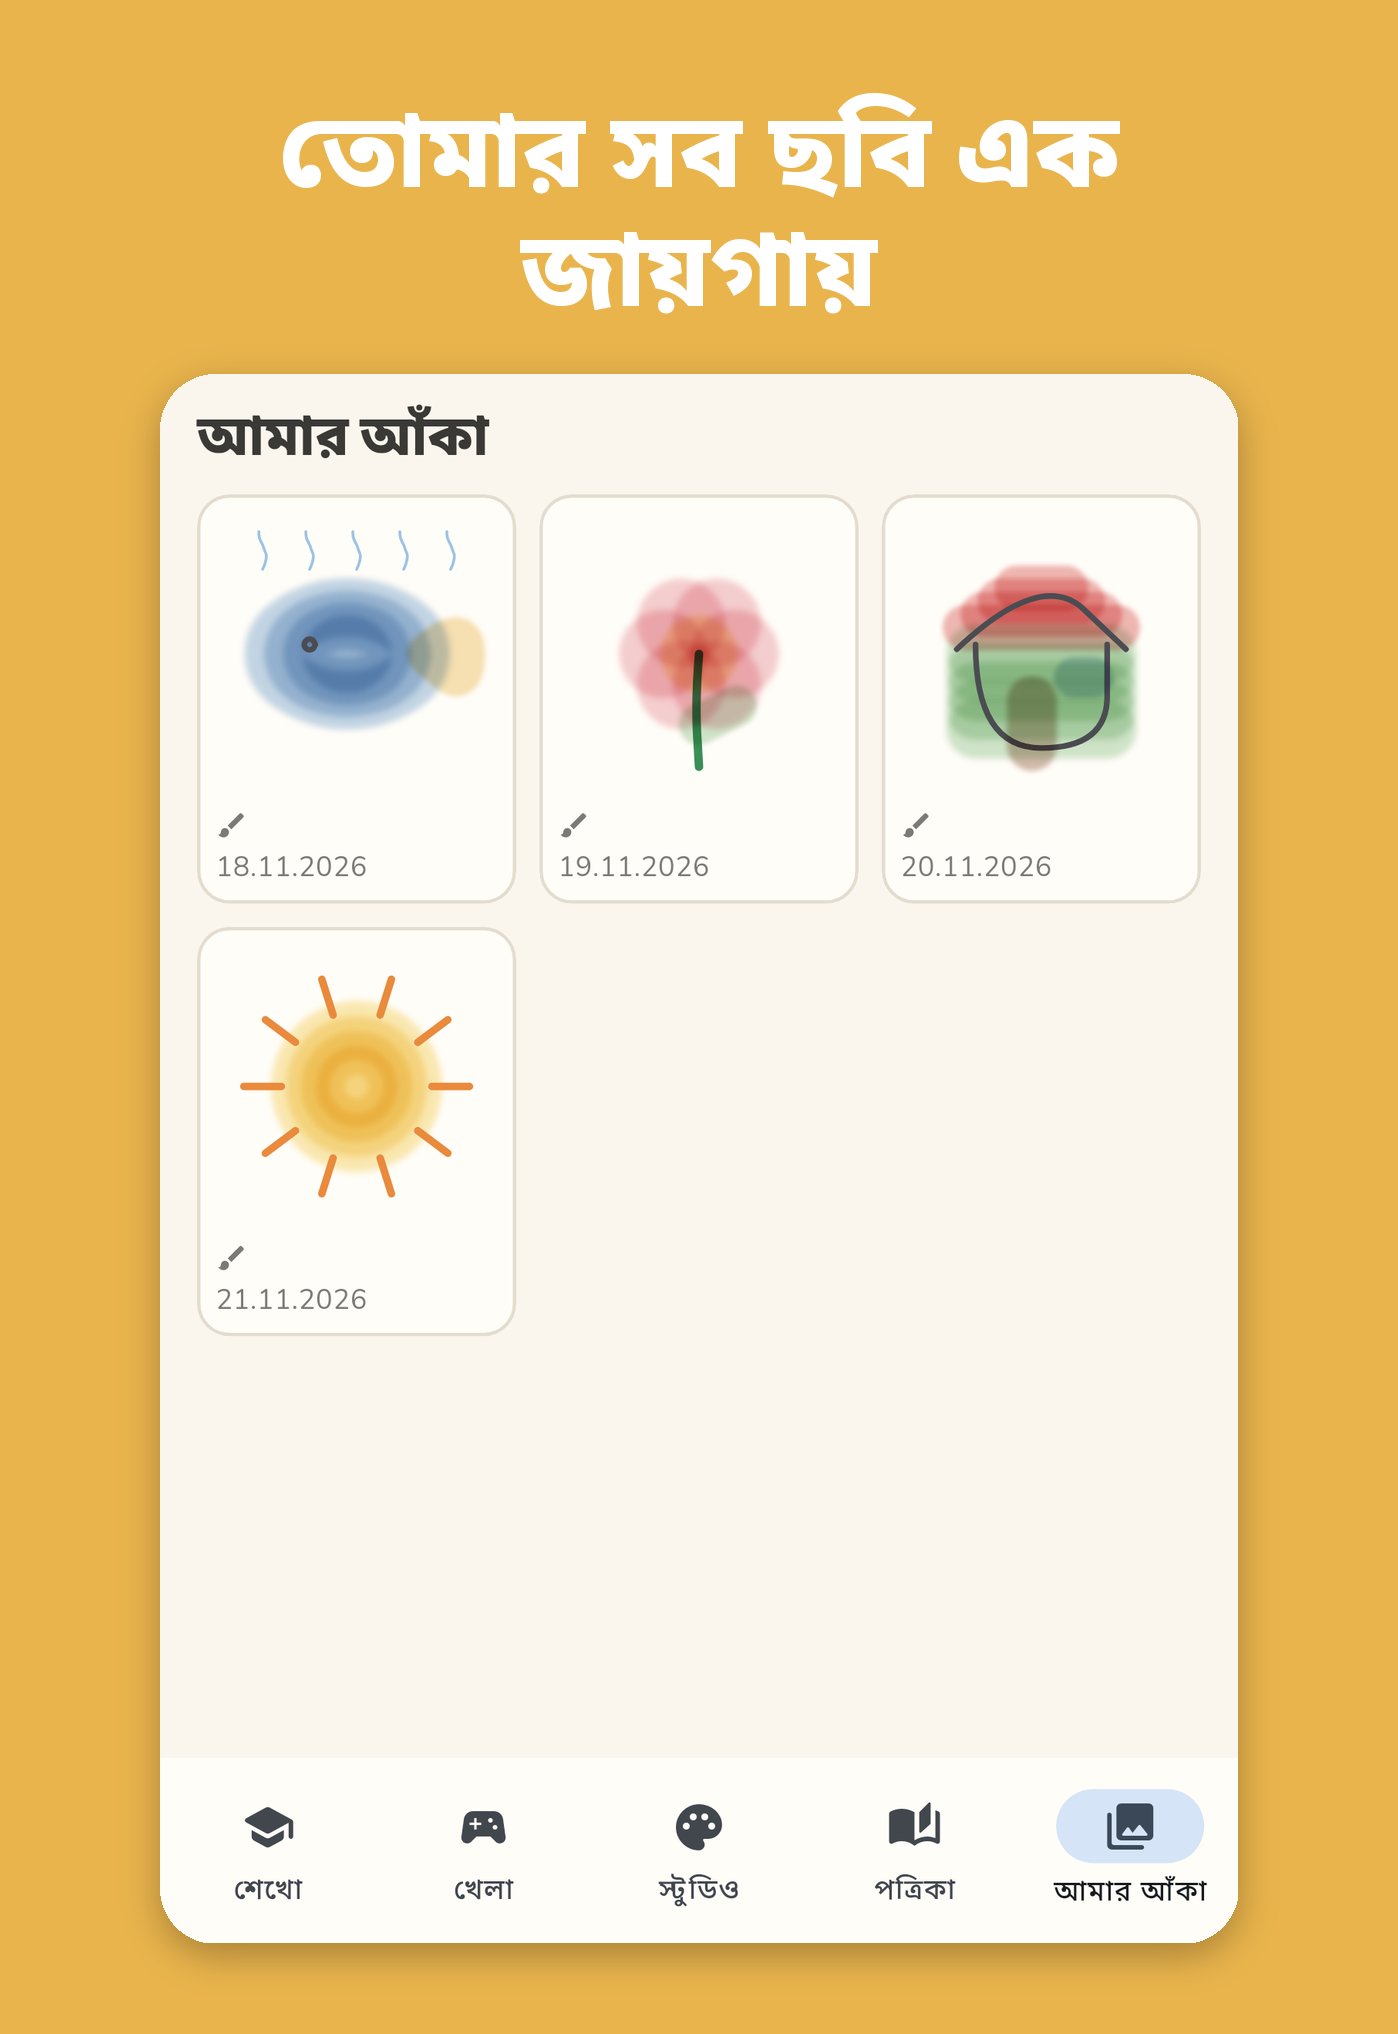 তোমার সব ছবি এক
জায়গায়
আমার আঁকা
18.11.2026
19.11.2026
20.11.2026
21.11.2026
শেখো
খেলা
স্টুডিও
পত্রিকা
আমার আঁকা